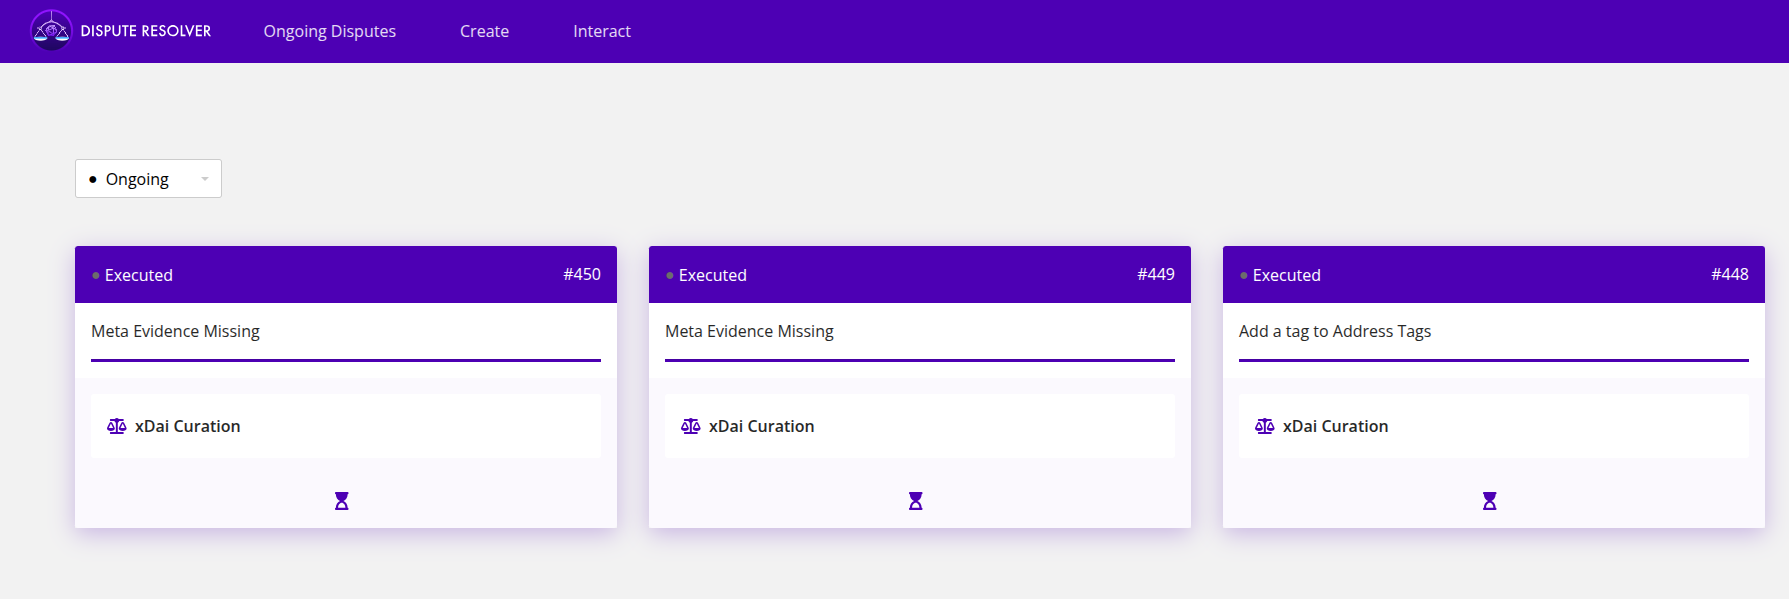 DISPUTE RESOLVER Ongoing Disputes Create Interact
Ongoing
Executed #450
Meta Evidence Missing
xDai Curation
Executed #449
Meta Evidence Missing
xDai Curation
Executed #448
Add a tag to Address Tags
xDai Curation